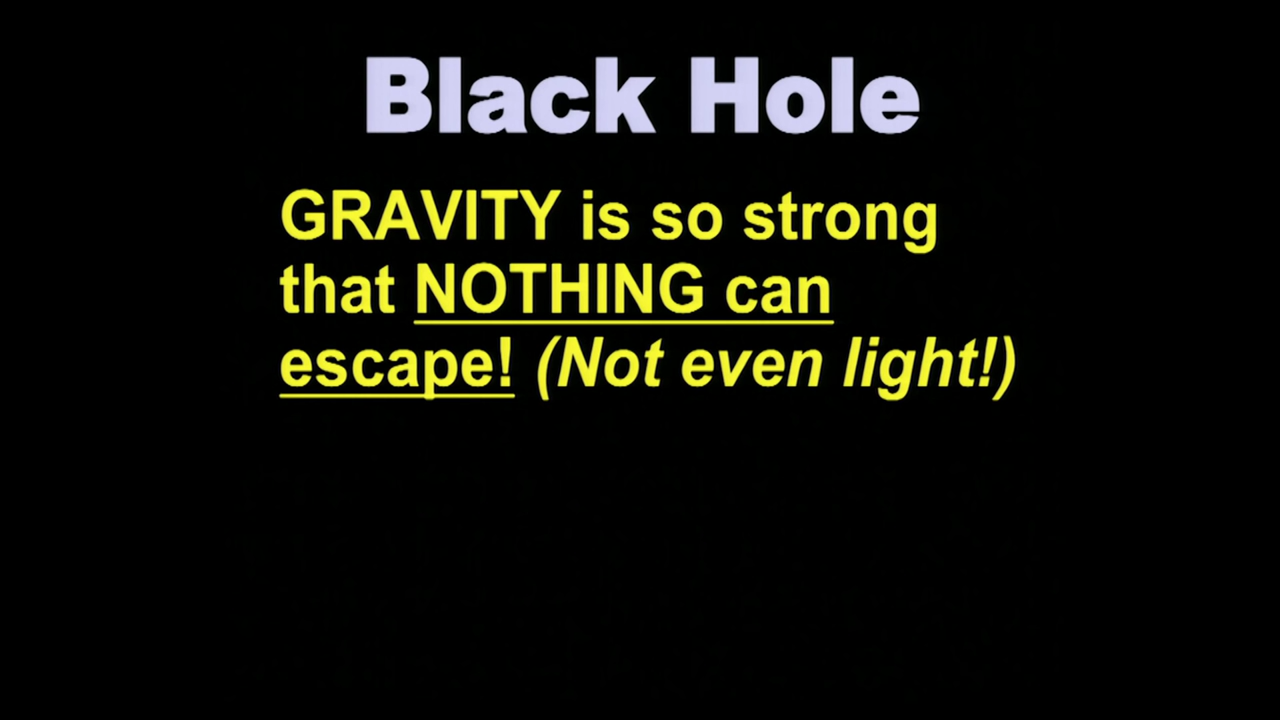 Black Hole
GRAVITY is so strong
that NOTHING can
escape! (Not even light!)